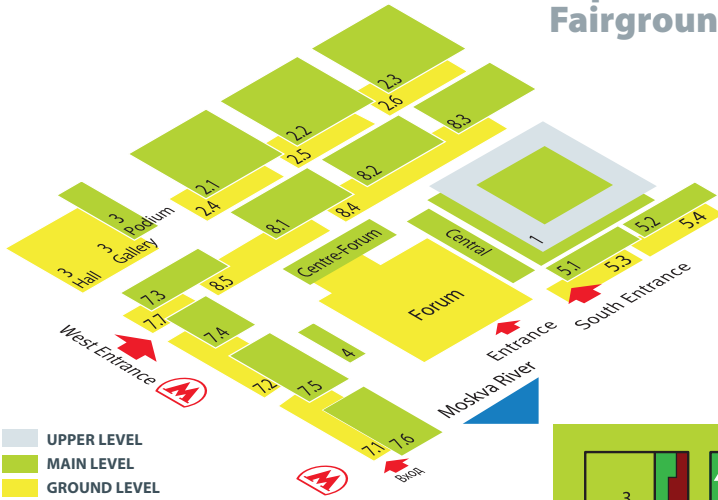 Fairgroun
2.3
2.6
8.3
2.2
2.5
8.2
2.1
2.4
8.4
8.1
3
Podium
3
Gallery
3
Hall
8.5
7.3
7.7
Centre-Forum
Central
1
5.2
5.4
5.1
5.3
Forum
South Entrance
Entrance
West Entrance
7.4
4
7.2
7.5
Moskva River
7.1
7.6
Вход
M
M
UPPER LEVEL
MAIN LEVEL
GROUND LEVEL
3